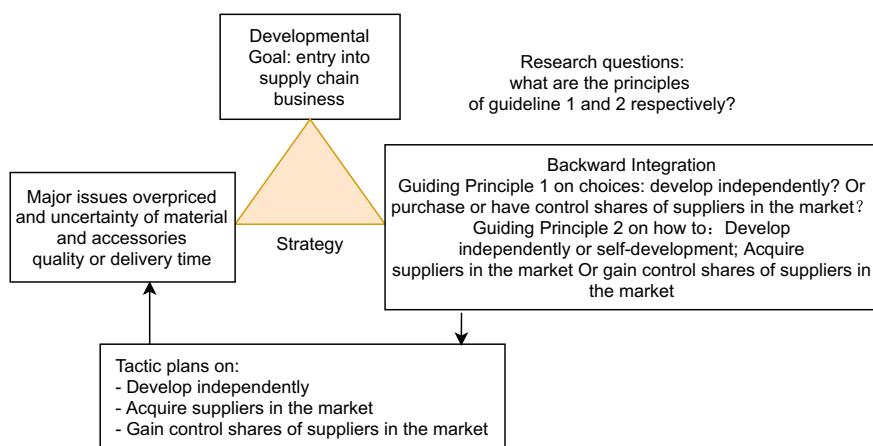 Developmental
Goal: entry into
supply chain
business
Research questions:
what are the principles
of guideline 1 and 2 respectively?
Major issues overpriced
and uncertainty of material
and accessories
quality or delivery time
Strategy
Backward Integration
Guiding Principle 1 on choices: develop independently? Or
purchase or have control shares of suppliers in the market？
Guiding Principle 2 on how to：Develop
independently or self-development; Acquire
suppliers in the market Or gain control shares of suppliers in
the market
Tactic plans on:
- Develop independently
- Acquire suppliers in the market
- Gain control shares of suppliers in the market